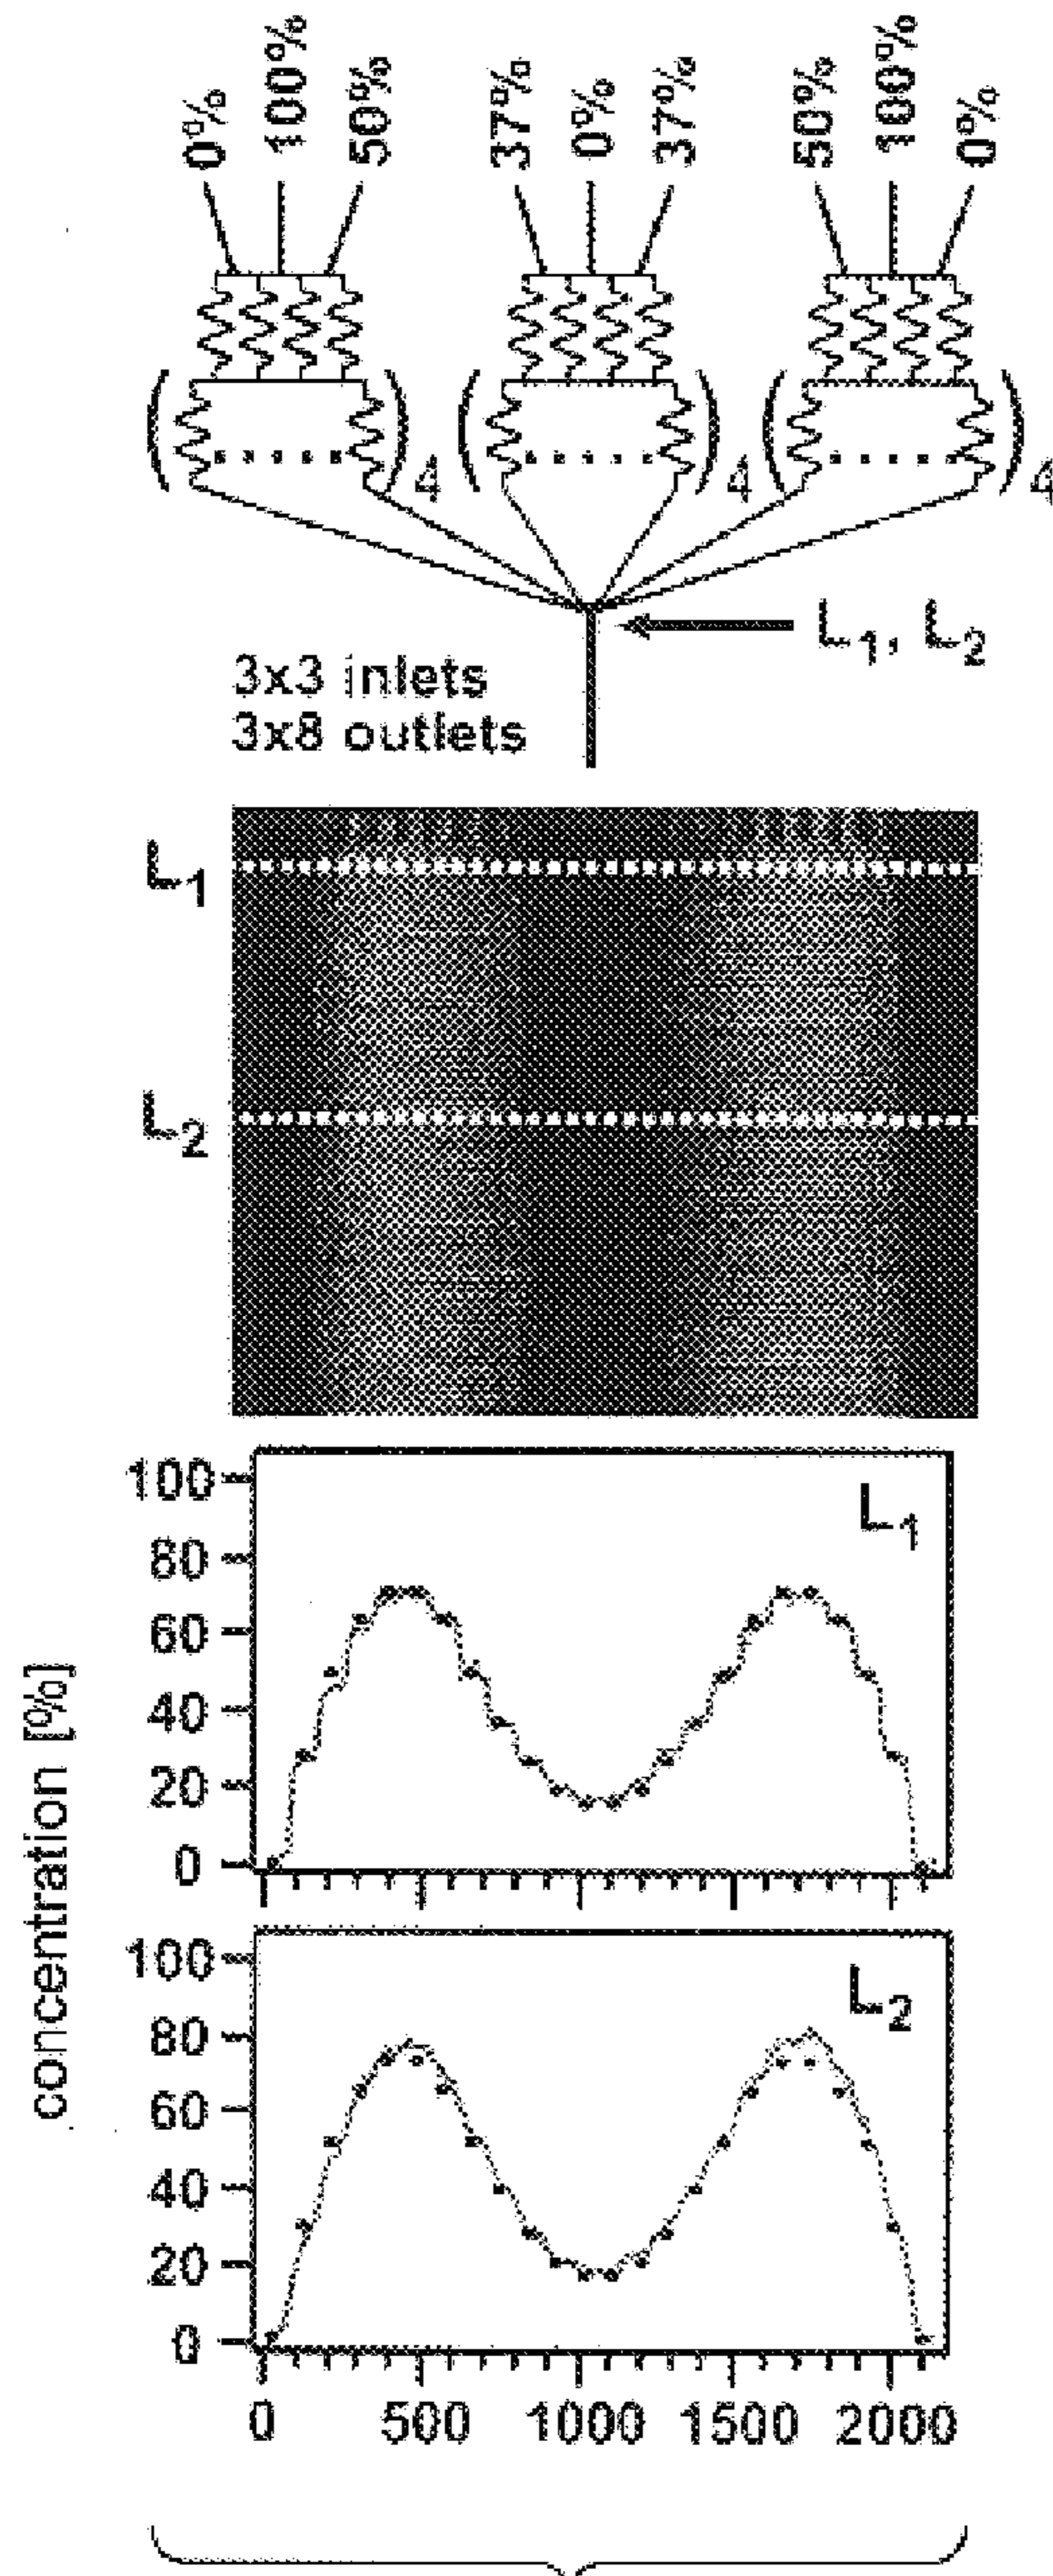 0% 100% 50% 37% 0% 37% 50% 100% 0%
4 4 4
L1, L2
3x3 inlets
3x8 outlets
L1
L2
concentration [%]
L1
100
80
60
40
20
0
L2
100
80
60
40
20
0
0 500 1000 1500 2000